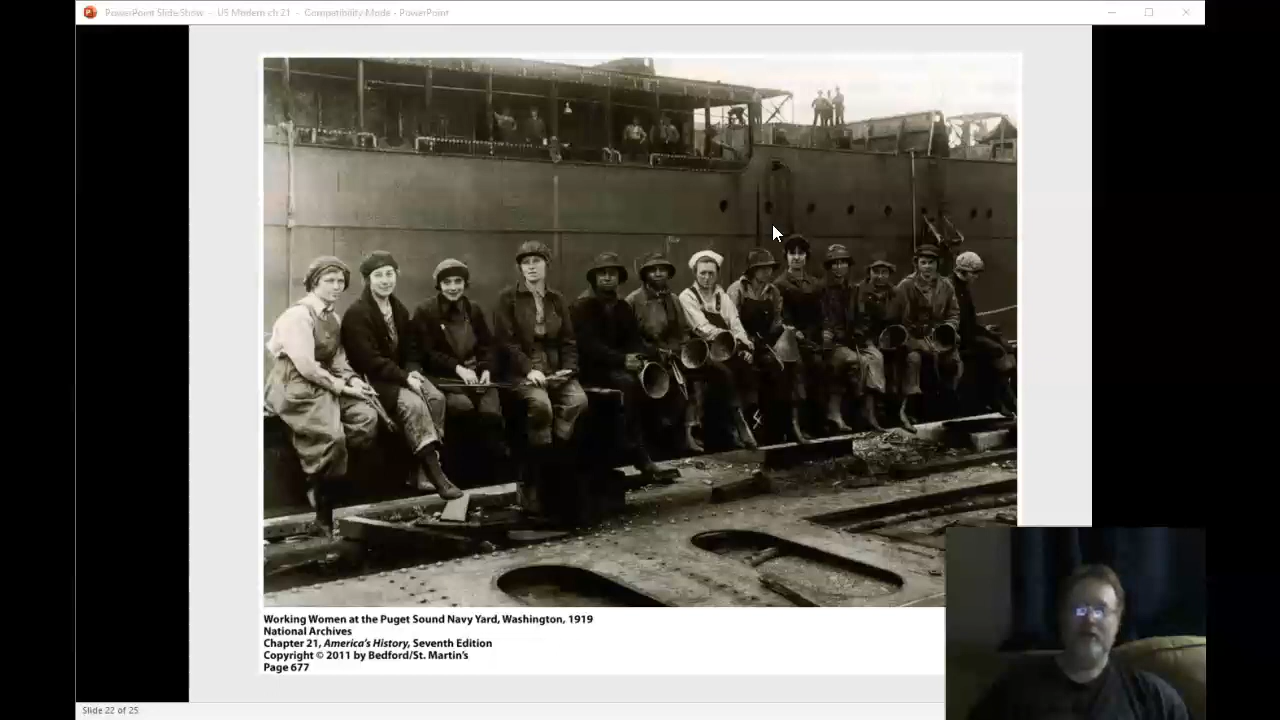 PowerPoint Slide Show - US Modern ch 21 - Compatibility Mode - PowerPoint
Working Women at the Puget Sound Navy Yard, Washington, 1919
National Archives
Chapter 21, America's History, Seventh Edition
Copyright © 2011 by Bedford/St. Martin's
Page 677
Slide 22 of 25